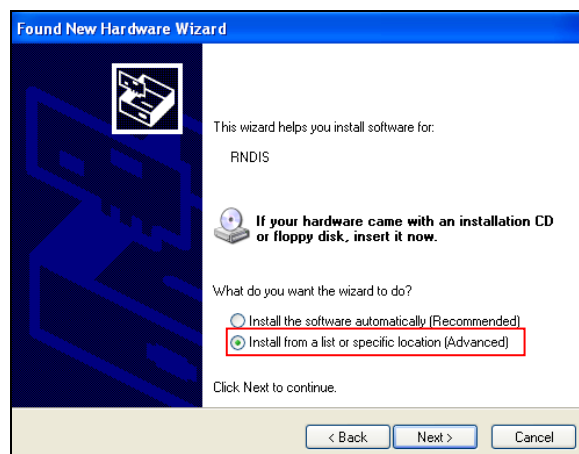 Found New Hardware Wizard
This wizard helps you install software for:
RNDIS
If your hardware came with an installation CD
or floppy disk, insert it now.
What do you want the wizard to do?
Install the software automatically (Recommended)
Install from a list or specific location (Advanced)
Click Next to continue.
< Back Next > Cancel